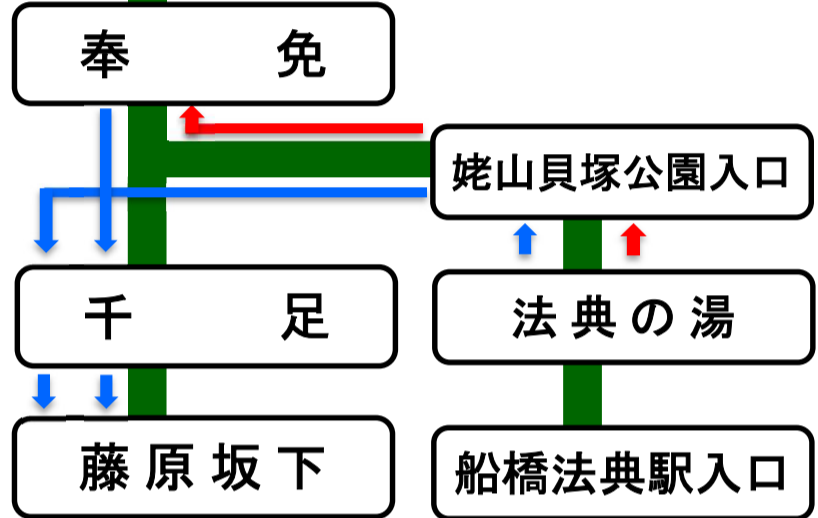 奉免
姥山貝塚公園入口
千足
法典の湯
藤原坂下
船橋法典駅入口